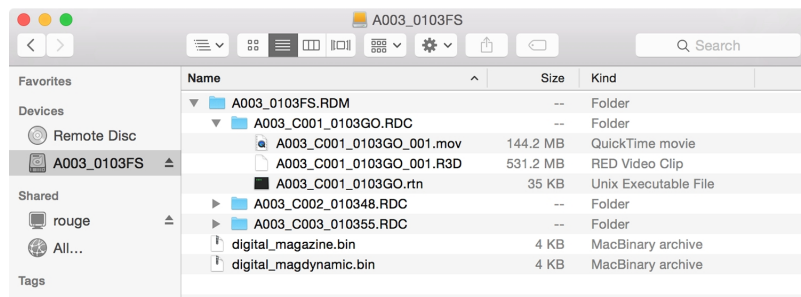 A003_0103FS
Search
Favorites
Devices
Remote Disc
A003_0103FS
Shared
rouge
All...
Tags
Name Size Kind
A003_0103FS.RDM -- Folder
A003_C001_0103GO.RDC -- Folder
A003_C001_0103GO_001.mov 144.2 MB QuickTime movie
A003_C001_0103GO_001.R3D 531.2 MB RED Video Clip
A003_C001_0103GO.rtn 35 KB Unix Executable File
A003_C002_010348.RDC -- Folder
A003_C003_010355.RDC -- Folder
digital_magazine.bin 4 KB MacBinary archive
digital_magdynamic.bin 4 KB MacBinary archive